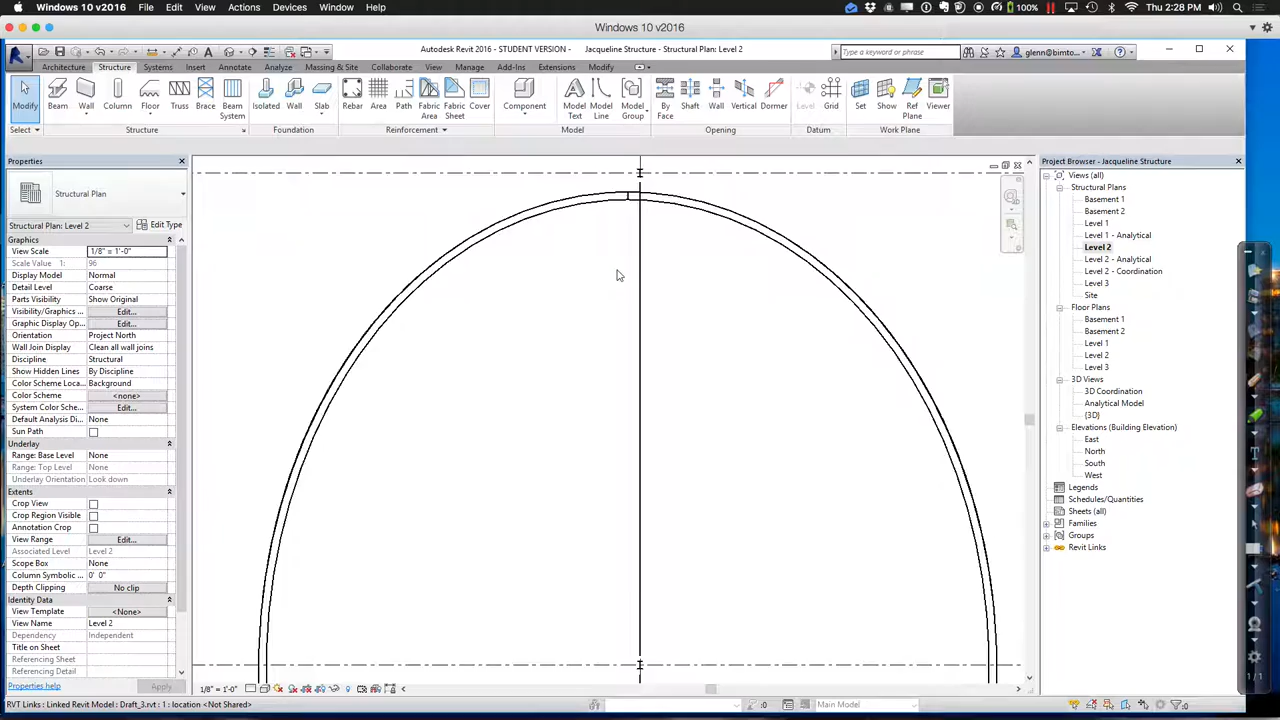 Windows 10 v2016 File Edit View Actions Devices Window Help 100% Thu 2:28 PM
Windows 10 v2016
Autodesk Revit 2016 - STUDENT VERSION - Jacqueline Structure - Structural Plan: Level 2
Type a keyword or phrase
glenn@bimto...
Architecture Structure Systems Insert Annotate Analyze Massing & Site Collaborate View Manage Add-Ins Extensions Modify
Modify Beam Wall Column Floor Truss Brace Beam System Isolated Wall Slab Rebar Area Path Fabric Area Fabric Sheet Cover Component Model Text Model Line Model Group By Face Shaft Wall Vertical Dormer Level Grid Set Show Ref Plane Viewer
Select Structure Foundation Reinforcement Model Opening Datum Work Plane
Properties
Structural Plan
Structural Plan: Level 2 Edit Type
Graphics
View Scale 1/8" = 1'-0"
Scale Value 1: 96
Display Model Normal
Detail Level Coarse
Parts Visibility Show Original
Visibility/Graphics ... Edit...
Graphic Display Op... Edit...
Orientation Project North
Wall Join Display Clean all wall joins
Discipline Structural
Show Hidden Lines By Discipline
Color Scheme Loca... Background
Color Scheme <none>
System Color Sche... Edit...
Default Analysis Di... None
Sun Path
Underlay
Range: Base Level None
Range: Top Level None
Underlay Orientation Look down
Extents
Crop View
Crop Region Visible
Annotation Crop
View Range Edit...
Associated Level Level 2
Scope Box None
Column Symbolic ... 0' 0"
Depth Clipping No clip
Identity Data
View Template <None>
View Name Level 2
Dependency Independent
Title on Sheet
Referencing Sheet
Referencing Detail
Properties help Apply
Project Browser - Jacqueline Structure
Views (all)
Structural Plans
Basement 1
Basement 2
Level 1
Level 1 - Analytical
Level 2
Level 2 - Analytical
Level 2 - Coordination
Level 3
Site
Floor Plans
Basement 1
Basement 2
Level 1
Level 2
Level 3
3D Views
3D Coordination
Analytical Model
{3D}
Elevations (Building Elevation)
East
North
South
West
Legends
Schedules/Quantities
Sheets (all)
Families
Groups
Revit Links
1/8" = 1'-0"
RVT Links : Linked Revit Model : Draft_3.rvt : 1 : location <Not Shared>
:0
Main Model
:0
1 / 1